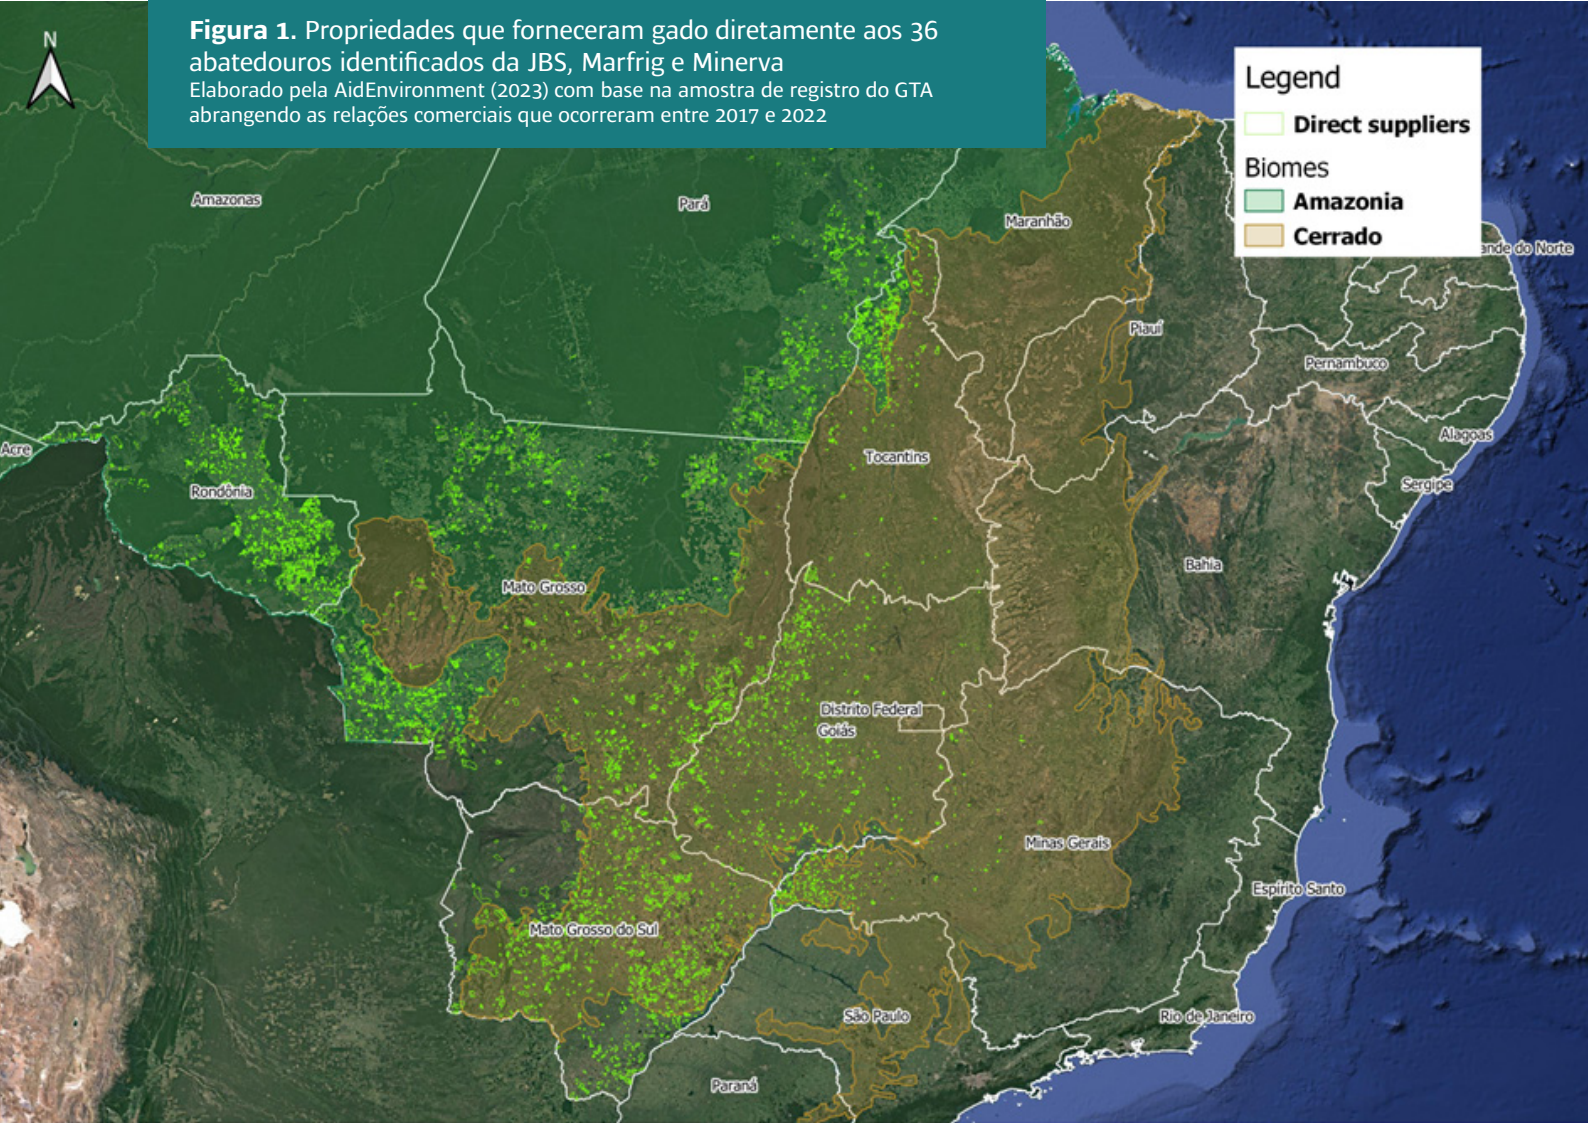 Figura 1. Propriedades que forneceram gado diretamente aos 36
abatedouros identificados da JBS, Marfrig e Minerva
Elaborado pela AidEnvironment (2023) com base na amostra de registro do GTA
abrangendo as relações comerciais que ocorreram entre 2017 e 2022
N
Legend
Direct suppliers
Biomes
Amazonia
Cerrado
Amazonas
Pará
Maranhão
ande do Norte
Piauí
Pernambuco
Acre
Tocantins
Alagoas
Rondônia
Sergipe
Bahia
Mato Grosso
Distrito Federal
Goiás
Minas Gerais
Espírito Santo
Mato Grosso do Sul
São Paulo
Rio de Janeiro
Paraná